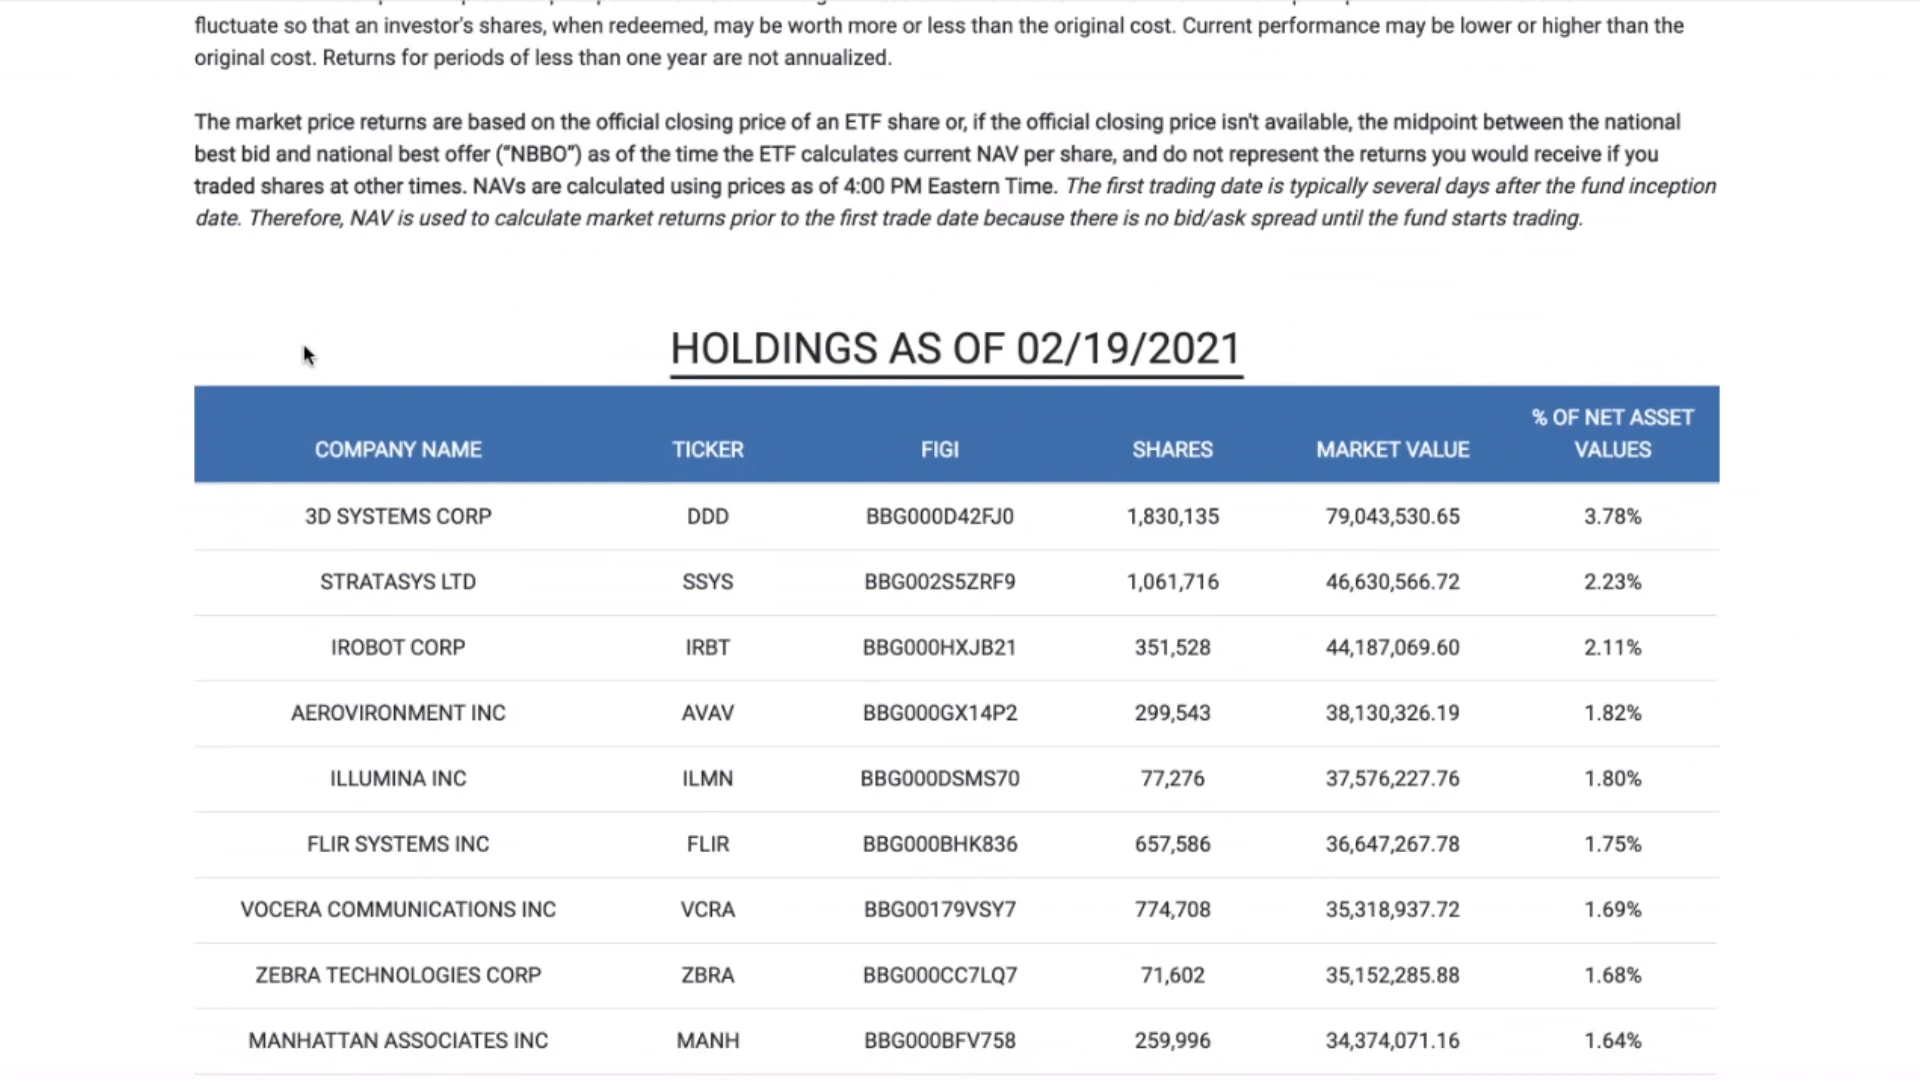 fluctuate so that an investor's shares, when redeemed, may be worth more or less than the original cost. Current performance may be lower or higher than the
original cost. Returns for periods of less than one year are not annualized.
The market price returns are based on the official closing price of an ETF share or, if the official closing price isn't available, the midpoint between the national
best bid and national best offer ("NBBO") as of the time the ETF calculates current NAV per share, and do not represent the returns you would receive if you
traded shares at other times. NAVs are calculated using prices as of 4:00 PM Eastern Time. The first trading date is typically several days after the fund inception
date. Therefore, NAV is used to calculate market returns prior to the first trade date because there is no bid/ask spread until the fund starts trading.
HOLDINGS AS OF 02/19/2021
COMPANY NAME TICKER FIGI SHARES MARKET VALUE % OF NET ASSET VALUES
3D SYSTEMS CORP DDD BBG000D42FJ0 1,830,135 79,043,530.65 3.78%
STRATASYS LTD SSYS BBG002S5ZRF9 1,061,716 46,630,566.72 2.23%
IROBOT CORP IRBT BBG000HXJB21 351,528 44,187,069.60 2.11%
AEROVIRONMENT INC AVAV BBG000GX14P2 299,543 38,130,326.19 1.82%
ILLUMINA INC ILMN BBG000DSMS70 77,276 37,576,227.76 1.80%
FLIR SYSTEMS INC FLIR BBG000BHK836 657,586 36,647,267.78 1.75%
VOCERA COMMUNICATIONS INC VCRA BBG00179VSY7 774,708 35,318,937.72 1.69%
ZEBRA TECHNOLOGIES CORP ZBRA BBG000CC7LQ7 71,602 35,152,285.88 1.68%
MANHATTAN ASSOCIATES INC MANH BBG000BFV758 259,996 34,374,071.16 1.64%